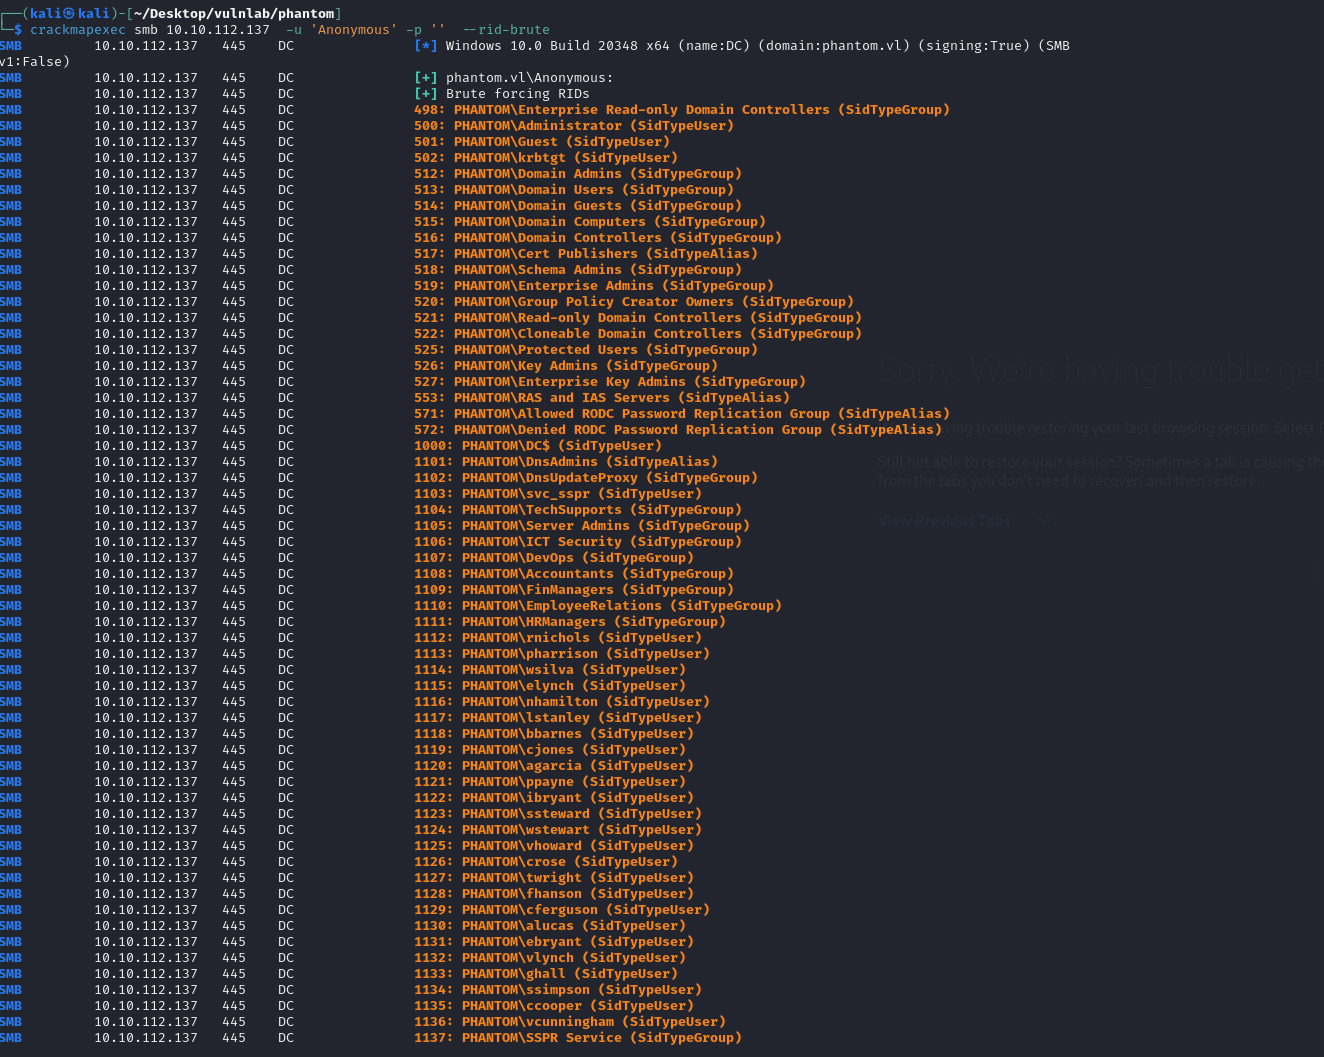 ┌──(kali㉿kali)-[~/Desktop/vulnlab/phantom]
└─$ crackmapexec smb 10.10.112.137 -u 'Anonymous' -p '' --rid-brute
SMB 10.10.112.137 445 DC [*] Windows 10.0 Build 20348 x64 (name:DC) (domain:phantom.vl) (signing:True) (SMB
v1:False)
SMB 10.10.112.137 445 DC [+] phantom.vl\Anonymous:
SMB 10.10.112.137 445 DC [+] Brute forcing RIDs
SMB 10.10.112.137 445 DC 498: PHANTOM\Enterprise Read-only Domain Controllers (SidTypeGroup)
SMB 10.10.112.137 445 DC 500: PHANTOM\Administrator (SidTypeUser)
SMB 10.10.112.137 445 DC 501: PHANTOM\Guest (SidTypeUser)
SMB 10.10.112.137 445 DC 502: PHANTOM\krbtgt (SidTypeUser)
SMB 10.10.112.137 445 DC 512: PHANTOM\Domain Admins (SidTypeGroup)
SMB 10.10.112.137 445 DC 513: PHANTOM\Domain Users (SidTypeGroup)
SMB 10.10.112.137 445 DC 514: PHANTOM\Domain Guests (SidTypeGroup)
SMB 10.10.112.137 445 DC 515: PHANTOM\Domain Computers (SidTypeGroup)
SMB 10.10.112.137 445 DC 516: PHANTOM\Domain Controllers (SidTypeGroup)
SMB 10.10.112.137 445 DC 517: PHANTOM\Cert Publishers (SidTypeAlias)
SMB 10.10.112.137 445 DC 518: PHANTOM\Schema Admins (SidTypeGroup)
SMB 10.10.112.137 445 DC 519: PHANTOM\Enterprise Admins (SidTypeGroup)
SMB 10.10.112.137 445 DC 520: PHANTOM\Group Policy Creator Owners (SidTypeGroup)
SMB 10.10.112.137 445 DC 521: PHANTOM\Read-only Domain Controllers (SidTypeGroup)
SMB 10.10.112.137 445 DC 522: PHANTOM\Cloneable Domain Controllers (SidTypeGroup)
SMB 10.10.112.137 445 DC 525: PHANTOM\Protected Users (SidTypeGroup)
SMB 10.10.112.137 445 DC 526: PHANTOM\Key Admins (SidTypeGroup)
Sorry. We're having trouble
SMB 10.10.112.137 445 DC 527: PHANTOM\Enterprise Key Admins (SidTypeGroup)
SMB 10.10.112.137 445 DC 553: PHANTOM\RAS and IAS Servers (SidTypeAlias)
SMB 10.10.112.137 445 DC 571: PHANTOM\Allowed RODC Password Replication Group (SidTypeAlias)
SMB 10.10.112.137 445 DC 572: PHANTOM\Denied RODC Password Replication Group (SidTypeAlias)
trouble restoring your last browsing session. Select
SMB 10.10.112.137 445 DC 1000: PHANTOM\DC$ (SidTypeUser)
SMB 10.10.112.137 445 DC 1101: PHANTOM\DnsAdmins (SidTypeAlias)
Still not able to restore your session? Sometimes a tab is causing
SMB 10.10.112.137 445 DC 1102: PHANTOM\DnsUpdateProxy (SidTypeGroup)
from the tabs you don't need to recover, and then restore.
SMB 10.10.112.137 445 DC 1103: PHANTOM\svc_sspr (SidTypeUser)
SMB 10.10.112.137 445 DC 1104: PHANTOM\TechSupports (SidTypeGroup)
SMB 10.10.112.137 445 DC 1105: PHANTOM\Server Admins (SidTypeGroup)
View Previous Tabs
SMB 10.10.112.137 445 DC 1106: PHANTOM\ICT Security (SidTypeGroup)
SMB 10.10.112.137 445 DC 1107: PHANTOM\DevOps (SidTypeGroup)
SMB 10.10.112.137 445 DC 1108: PHANTOM\Accountants (SidTypeGroup)
SMB 10.10.112.137 445 DC 1109: PHANTOM\FinManagers (SidTypeGroup)
SMB 10.10.112.137 445 DC 1110: PHANTOM\EmployeeRelations (SidTypeGroup)
SMB 10.10.112.137 445 DC 1111: PHANTOM\HRManagers (SidTypeGroup)
SMB 10.10.112.137 445 DC 1112: PHANTOM\rnichols (SidTypeUser)
SMB 10.10.112.137 445 DC 1113: PHANTOM\pharrison (SidTypeUser)
SMB 10.10.112.137 445 DC 1114: PHANTOM\wsilva (SidTypeUser)
SMB 10.10.112.137 445 DC 1115: PHANTOM\elynch (SidTypeUser)
SMB 10.10.112.137 445 DC 1116: PHANTOM\nhamilton (SidTypeUser)
SMB 10.10.112.137 445 DC 1117: PHANTOM\lstanley (SidTypeUser)
SMB 10.10.112.137 445 DC 1118: PHANTOM\bbarnes (SidTypeUser)
SMB 10.10.112.137 445 DC 1119: PHANTOM\cjones (SidTypeUser)
SMB 10.10.112.137 445 DC 1120: PHANTOM\agarcia (SidTypeUser)
SMB 10.10.112.137 445 DC 1121: PHANTOM\ppayne (SidTypeUser)
SMB 10.10.112.137 445 DC 1122: PHANTOM\ibryant (SidTypeUser)
SMB 10.10.112.137 445 DC 1123: PHANTOM\ssteward (SidTypeUser)
SMB 10.10.112.137 445 DC 1124: PHANTOM\wstewart (SidTypeUser)
SMB 10.10.112.137 445 DC 1125: PHANTOM\vhoward (SidTypeUser)
SMB 10.10.112.137 445 DC 1126: PHANTOM\crose (SidTypeUser)
SMB 10.10.112.137 445 DC 1127: PHANTOM\twright (SidTypeUser)
SMB 10.10.112.137 445 DC 1128: PHANTOM\fhanson (SidTypeUser)
SMB 10.10.112.137 445 DC 1129: PHANTOM\cferguson (SidTypeUser)
SMB 10.10.112.137 445 DC 1130: PHANTOM\alucas (SidTypeUser)
SMB 10.10.112.137 445 DC 1131: PHANTOM\ebryant (SidTypeUser)
SMB 10.10.112.137 445 DC 1132: PHANTOM\vlynch (SidTypeUser)
SMB 10.10.112.137 445 DC 1133: PHANTOM\ghall (SidTypeUser)
SMB 10.10.112.137 445 DC 1134: PHANTOM\ssimpson (SidTypeUser)
SMB 10.10.112.137 445 DC 1135: PHANTOM\ccooper (SidTypeUser)
SMB 10.10.112.137 445 DC 1136: PHANTOM\vcunningham (SidTypeUser)
SMB 10.10.112.137 445 DC 1137: PHANTOM\SSPR Service (SidTypeGroup)